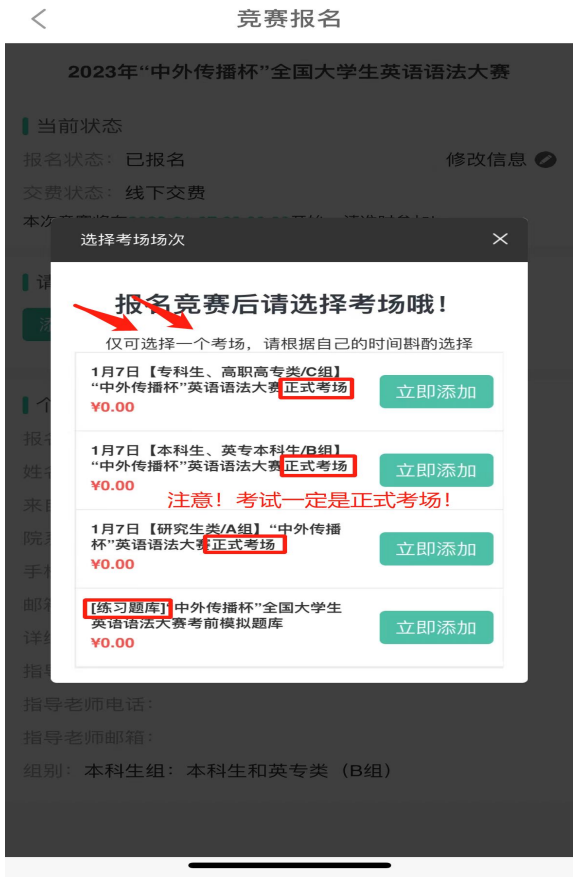 竞赛报名
2023年“中外传播杯”全国大学生英语语法大赛
当前状态
报名状态：已报名
修改信息
交费状态：线下交费
选择考场场次
报名竞赛后请选择考场哦！
仅可选择一个考场，请根据自己的时间斟酌选择
1月7日【专科生、高职高专类/C组】
“中外传播杯”英语语法大赛正式考场
¥0.00
立即添加
1月7日【本科生、英专本科生/B组】
“中外传播杯”英语语法大赛正式考场
¥0.00
立即添加
注意！考试一定是正式考场！
1月7日【研究生类/A组】“中外传播
杯”英语语法大赛正式考场
¥0.00
立即添加
[练习题库]“中外传播杯”全国大学生
英语语法大赛考前模拟题库
¥0.00
立即添加
指导老师电话：
指导老师邮箱：
组别：本科生组：本科生和英专类（B组）